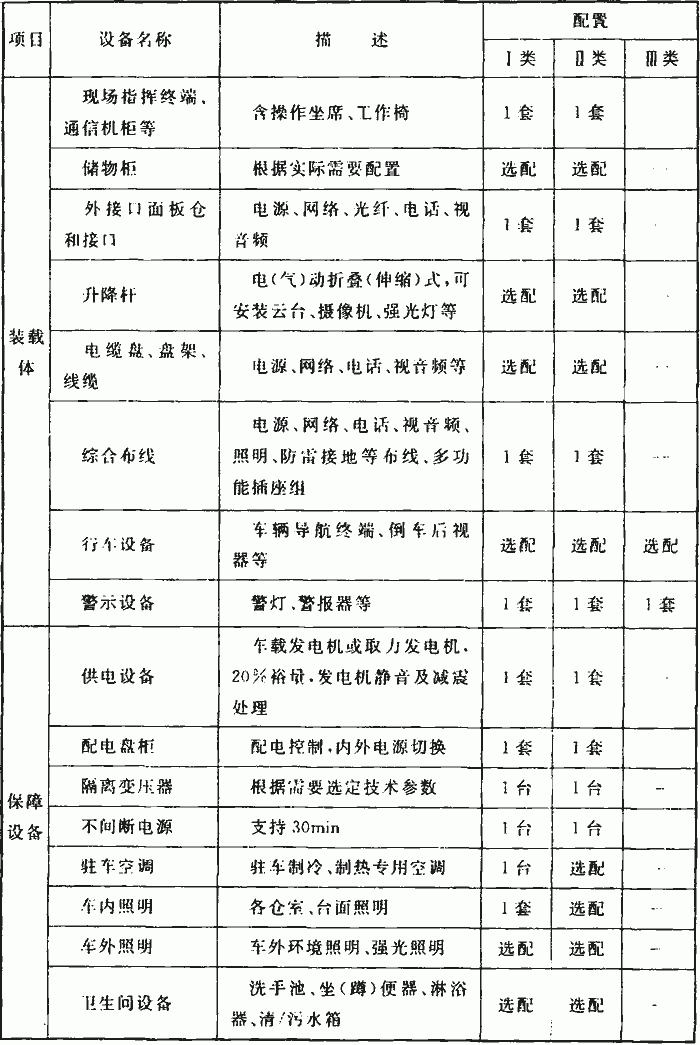 项目 设备名称 描 述 配置
Ⅰ类 Ⅱ类 Ⅲ类
装载
体
现场指挥终端、
通信机柜等
含操作坐席、工作椅 1套 1套
储物柜 根据实际需要配置 选配 选配 -
外接口面板仓
和接口
电源、网络、光纤、电话、视
音频
1套 1套 -
升降杆
电(气)动折叠(伸缩)式,可
安装云台、摄像机、强光灯等
选配 选配 -
电缆盘、盘架、
线缆
电源、网络、电话、视音频等 选配 选配 -
综合布线
电源、网络、电话、视音频、
照明、防雷接地等布线、多功
能插座组
1套 1套 -
行车设备
车辆导航终端、倒车后视
器等
选配 选配 选配
警示设备 警灯、警报器等 1套 1套 1套
保障
设备
供电设备
车载发电机或取力发电机,
20%裕量,发电机静音及减震
处理
1套 1套 -
配电盘柜 配电控制,内外电源切换 1套 1套
隔离变压器 根据需要选定技术参数 1台 1台 -
不间断电源 支持30min 1台 1台
驻车空调 驻车制冷、制热专用空调 1台 选配 -
车内照明 各仓室、台面照明 1套 选配 -
车外照明 车外环境照明、强光照明 选配 选配 -
卫生间设备
洗手池、坐(蹲)便器、淋浴
器、清/污水箱
选配 选配 -